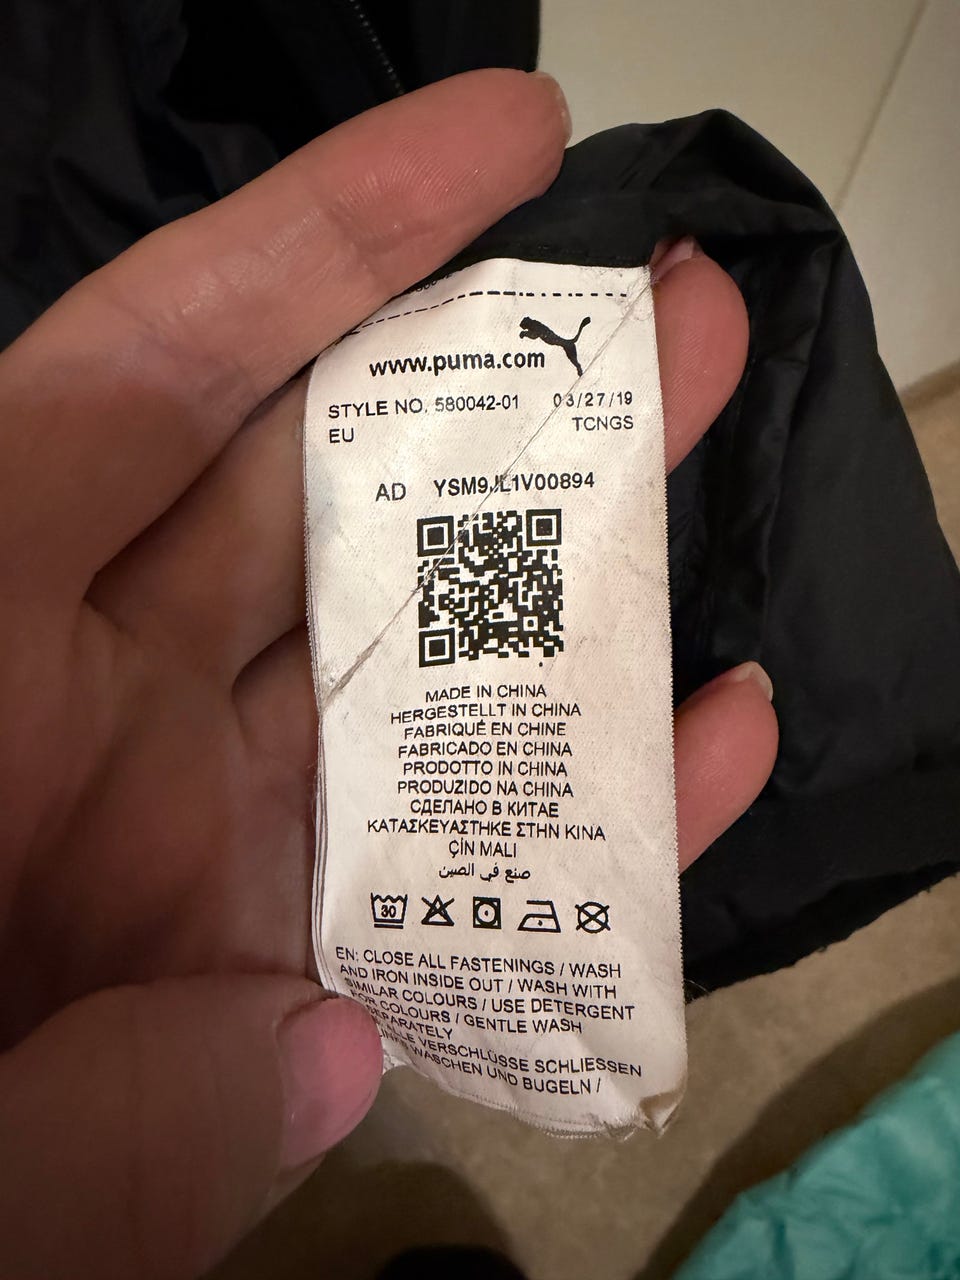 www.puma.com
STYLE NO. 580042-01 03/27/19
EU TCNGS
AD YSM9JL1V00894
MADE IN CHINA
HERGESTELLT IN CHINA
FABRIQUÉ EN CHINE
FABRICADO EN CHINA
PRODOTTO IN CHINA
PRODUZIDO NA CHINA
СДЕЛАНО В КИТАЕ
ΚΑΤΑΣΚΕΥΑΣΤΗΚΕ ΣΤΗΝ ΚΙΝΑ
ÇİN MALI
صنع في الصين
30
EN: CLOSE ALL FASTENINGS / WASH
AND IRON INSIDE OUT / WASH WITH
SIMILAR COLOURS / USE DETERGENT
FOR COLOURS / GENTLE WASH
SEPARATELY
VERSCHLÜSSE SCHLIESSEN
WASCHEN UND BUGELN /